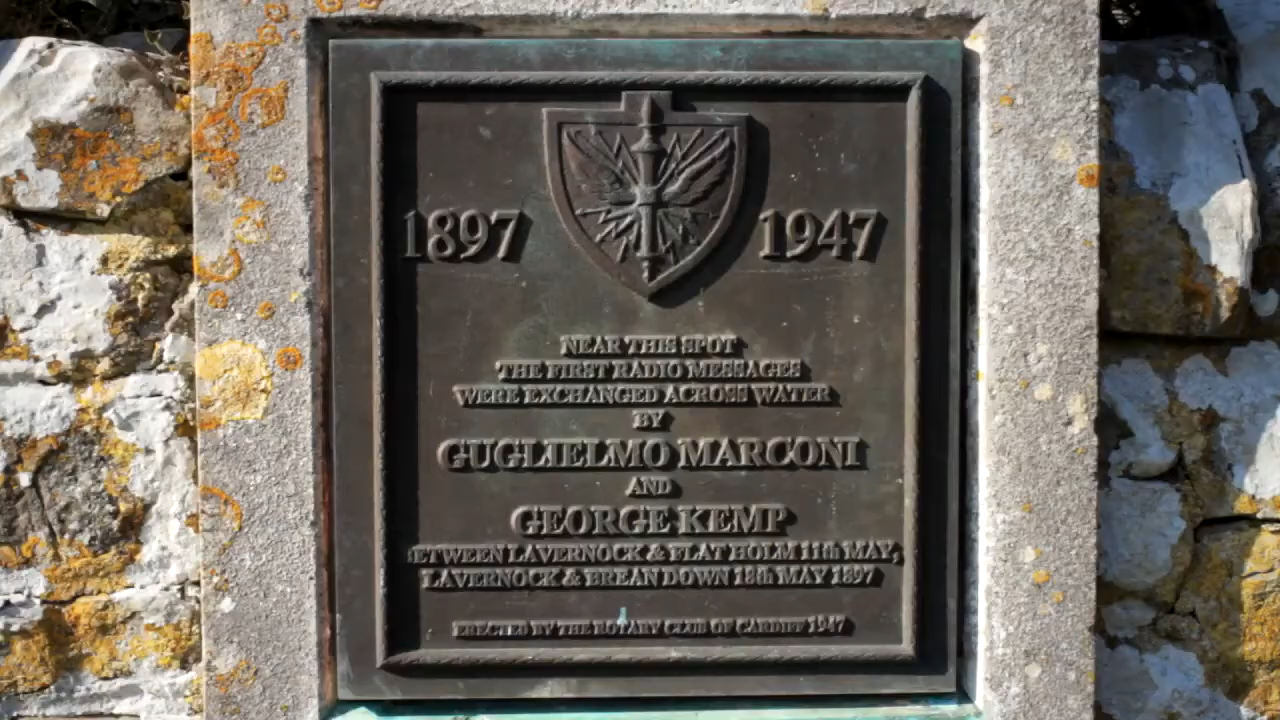 1897 1947
NEAR THIS SPOT
THE FIRST RADIO MESSAGES
WERE EXCHANGED ACROSS WATER
BY
GUGLIELMO MARCONI
AND
GEORGE KEMP
BETWEEN LAVERNOCK & FLAT HOLM 11th MAY,
LAVERNOCK & BREAN DOWN 18th MAY 1897
ERECTED BY THE ROTARY CLUB OF CARDIFF 1947